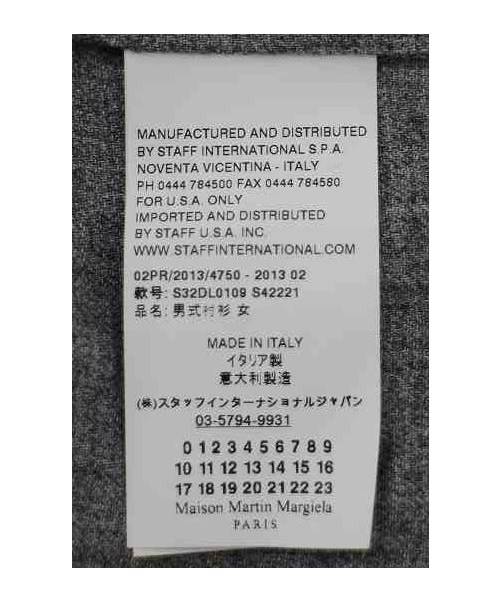 MANUFACTURED AND DISTRIBUTED
BY STAFF INTERNATIONAL S.P.A.
NOVENTA VICENTINA - ITALY
PH 0444 784500 FAX 0444 784580
FOR U.S.A. ONLY
IMPORTED AND DISTRIBUTED
BY STAFF U.S.A. INC.
WWW.STAFFINTERNATIONAL.COM
02PR/2013/4750 - 2013 02
款号: S32DL0109 S42221
品名: 男式衬衫 女
MADE IN ITALY
イタリア製
意大利製造
(株)スタッフインターナショナルジャパン
03-5794-9931
0 1 2 3 4 5 6 7 8 9
10 11 12 13 14 15 16
17 18 19 20 21 22 23
Maison Martin Margiela
PARIS